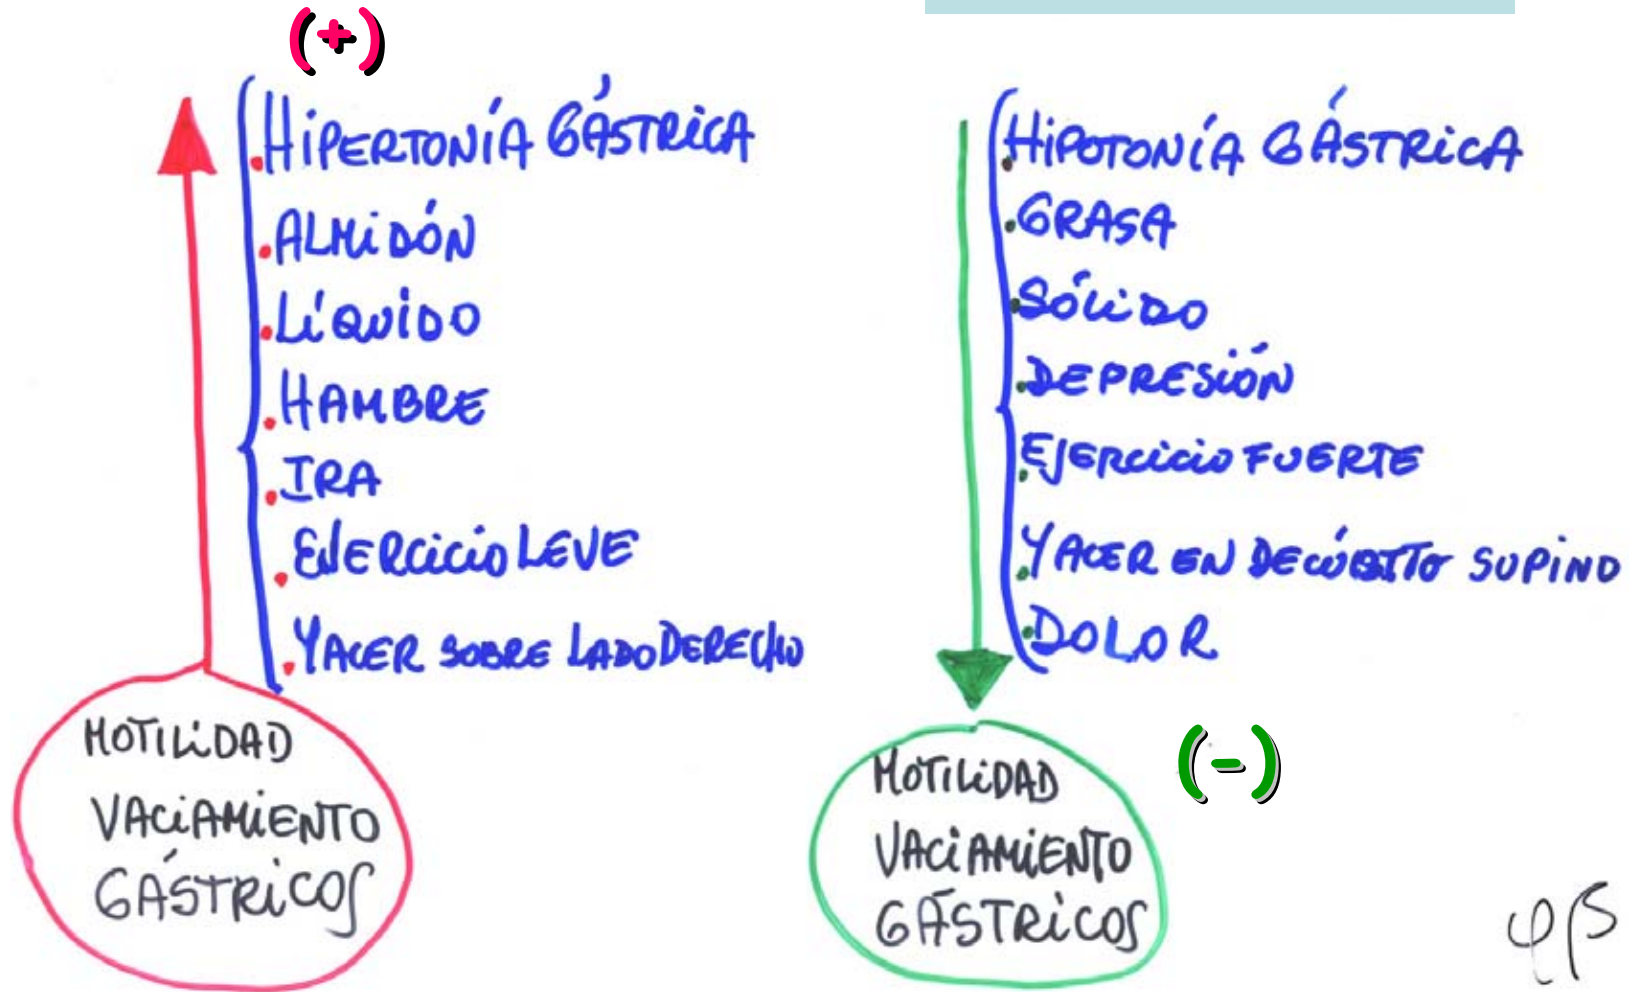 (+)
HIPERTONÍA GÁSTRICA
ALMIDÓN
LÍQUIDO
HAMBRE
IRA
EJERCICIO LEVE
YACER SOBRE LADO DERECHO
MOTILIDAD
VACIAMIENTO
GÁSTRICOS
HIPOTONÍA GÁSTRICA
GRASA
SÓLIDO
DEPRESIÓN
EJERCICIO FUERTE
YACER EN DECÚBITO SUPINO
DOLOR
(-)
MOTILIDAD
VACIAMIENTO
GÁSTRICOS